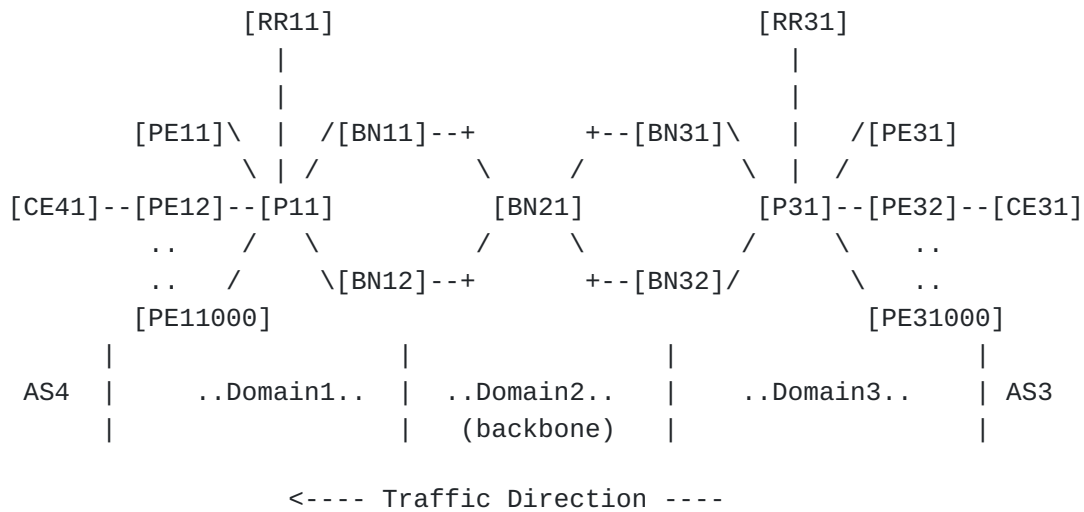 [RR11] [RR31]
| |
| |
[PE11]\ | /[BN11]--+ +--[BN31]\ | /[PE31]
\ | / \ / \ | /
[CE41]--[PE12]--[P11] [BN21] [P31]--[PE32]--[CE31]
.. / \ / \ / \ ..
.. / \[BN12]--+ +--[BN32]/ \ ..
[PE11000] [PE31000]
| | | |
AS4 | ..Domain1.. | ..Domain2.. | ..Domain3.. | AS3
| | (backbone) | |
<---- Traffic Direction ----